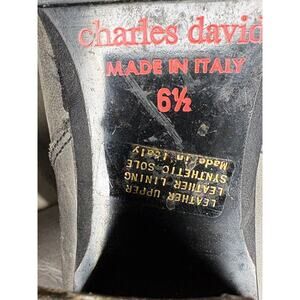 charles david
MADE IN ITALY
6½
LEATHER UPPER
LEATHER LINING
SYNTHETIC SOLE
Made in Italy